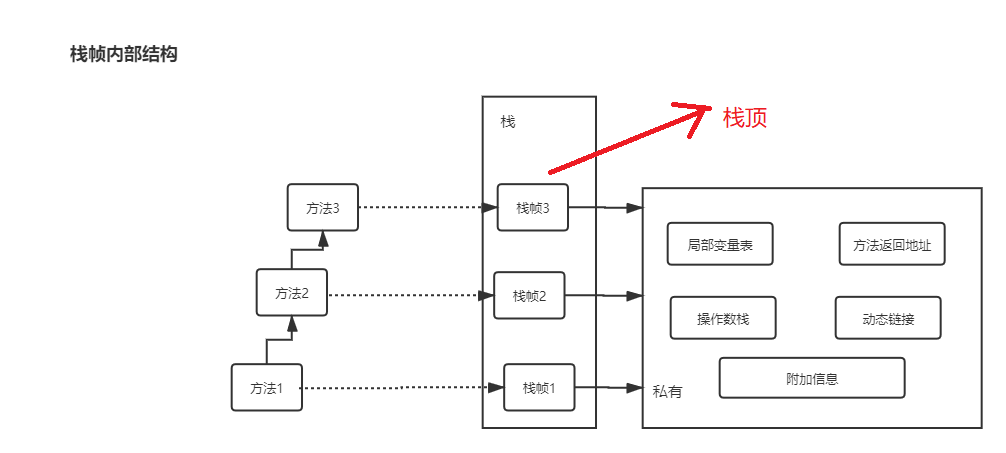 栈帧内部结构
栈
栈顶
方法3
栈帧3
局部变量表
方法返回地址
方法2
栈帧2
操作数栈
动态链接
方法1
栈帧1
私有
附加信息